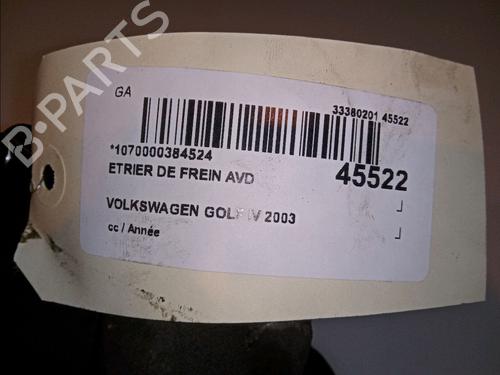 B-PARTS
GA
33380201 45522
*1070000384524
45522
ETRIER DE FREIN AVD
VOLKSWAGEN GOLF IV 2003
cc / Année